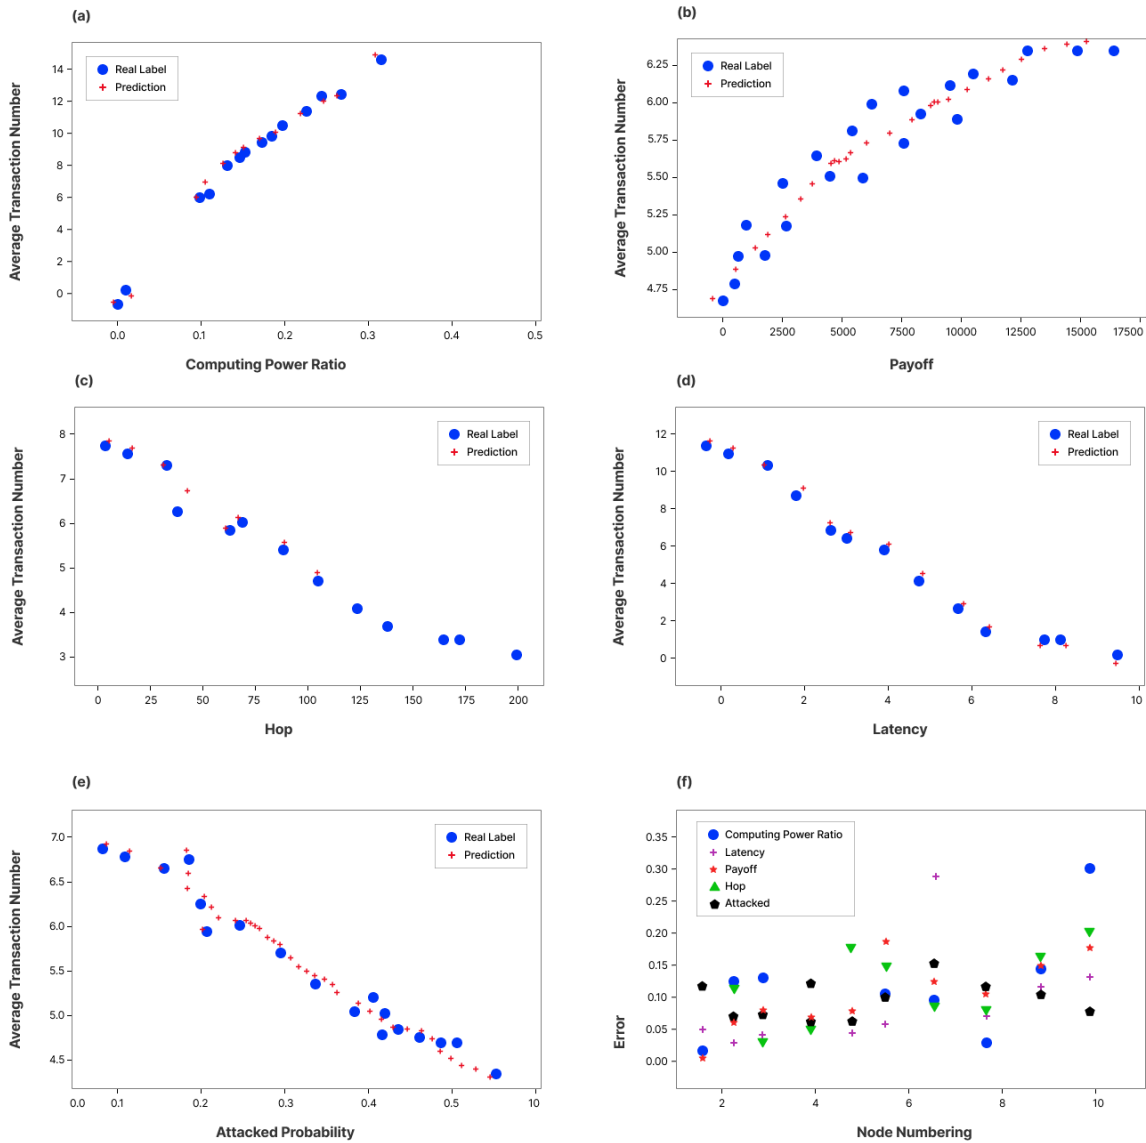 (a)
Average Transaction Number
14
12
10
8
6
4
2
0
Real Label
Prediction
0.0 0.1 0.2 0.3 0.4 0.5
Computing Power Ratio
(b)
Average Transaction Number
6.25
6.00
5.75
5.50
5.25
5.00
4.75
Real Label
Prediction
0 2500 5000 7500 10000 12500 15000 17500
Payoff
(c)
Average Transaction Number
8
7
6
5
4
3
Real Label
Prediction
0 25 50 75 100 125 150 175 200
Hop
(d)
Average Transaction Number
12
10
8
6
4
2
0
Real Label
Prediction
0 2 4 6 8 10
Latency
(e)
Average Transaction Number
7.0
6.5
6.0
5.5
5.0
4.5
Real Label
Prediction
0.0 0.1 0.2 0.3 0.4 0.5 10
Attacked Probability
(f)
Error
0.35
0.30
0.25
0.20
0.15
0.10
0.05
0.00
Computing Power Ratio
Latency
Payoff
Hop
Attacked
2 4 6 8 10
Node Numbering